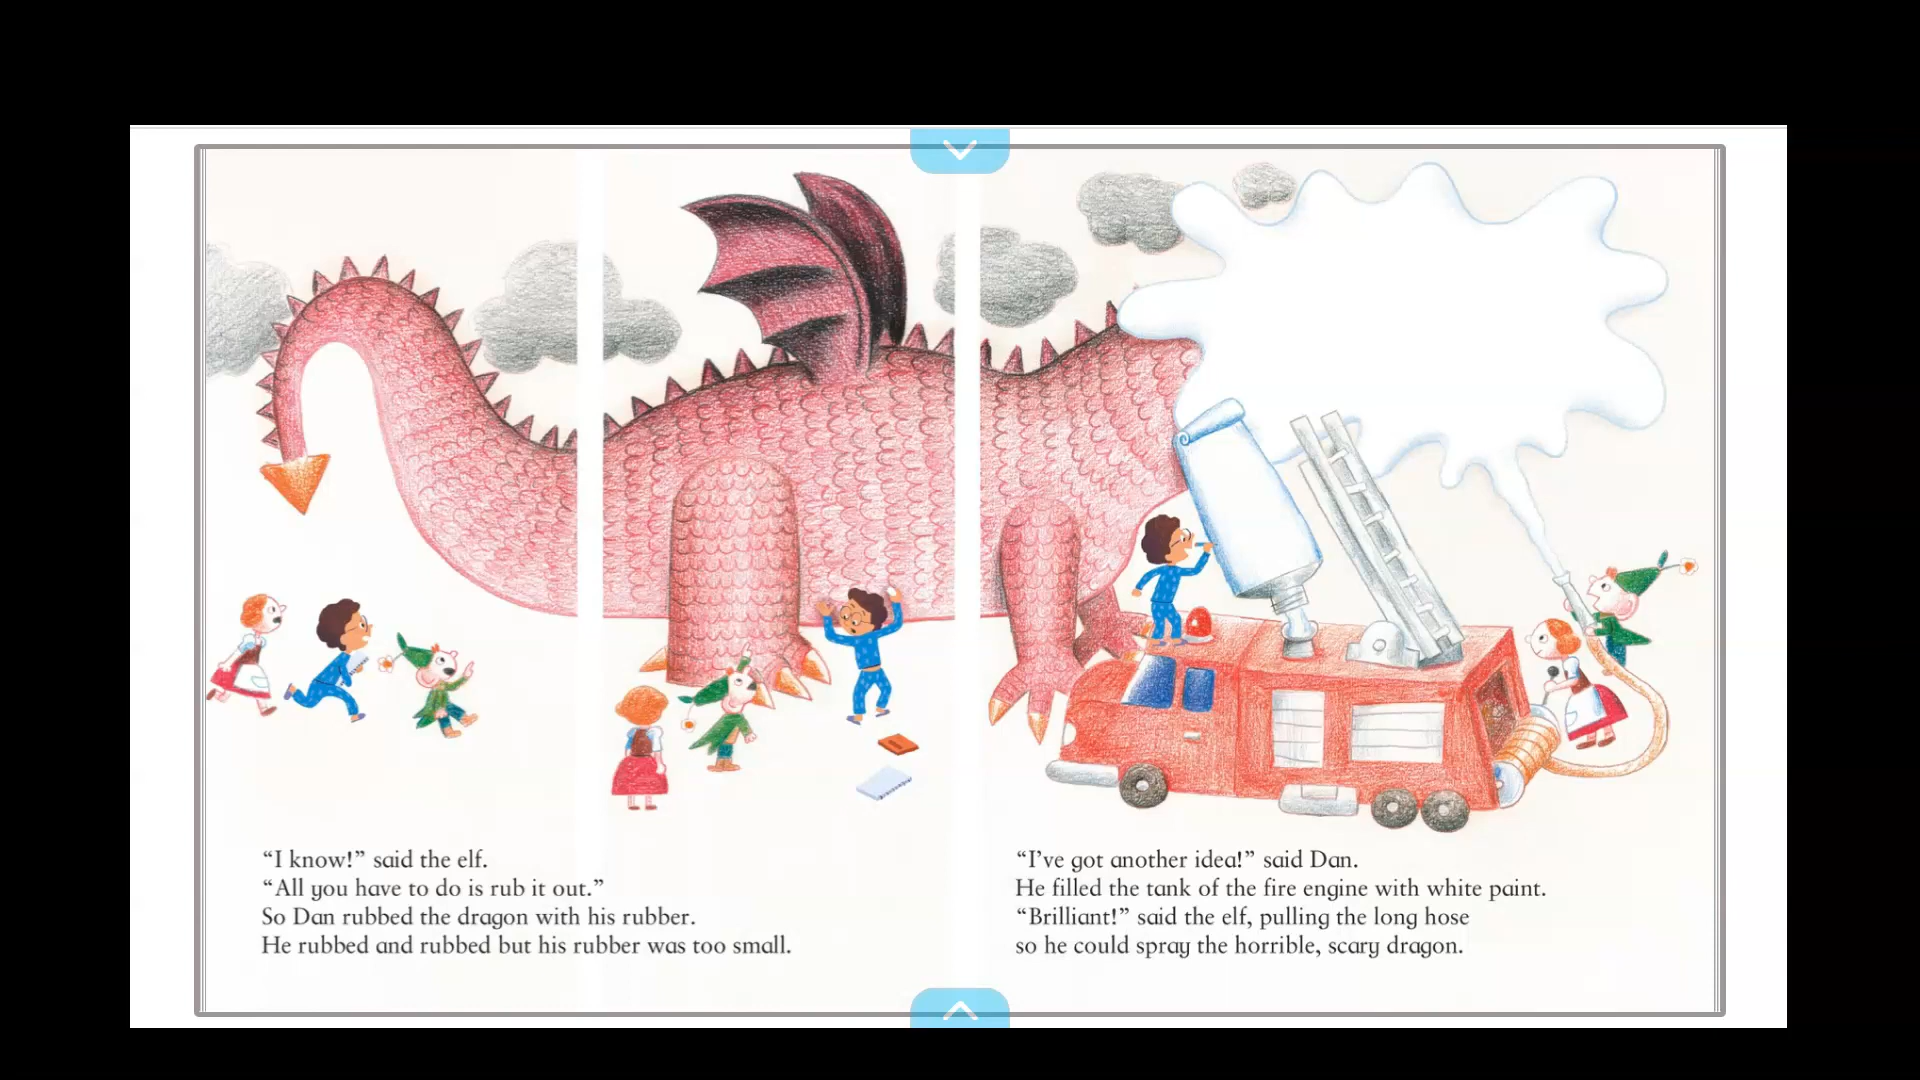 “I know!” said the elf.
“All you have to do is rub it out.”
So Dan rubbed the dragon with his rubber.
He rubbed and rubbed but his rubber was too small.
“I’ve got another idea!” said Dan.
He filled the tank of the fire engine with white paint.
“Brilliant!” said the elf, pulling the long hose
so he could spray the horrible, scary dragon.